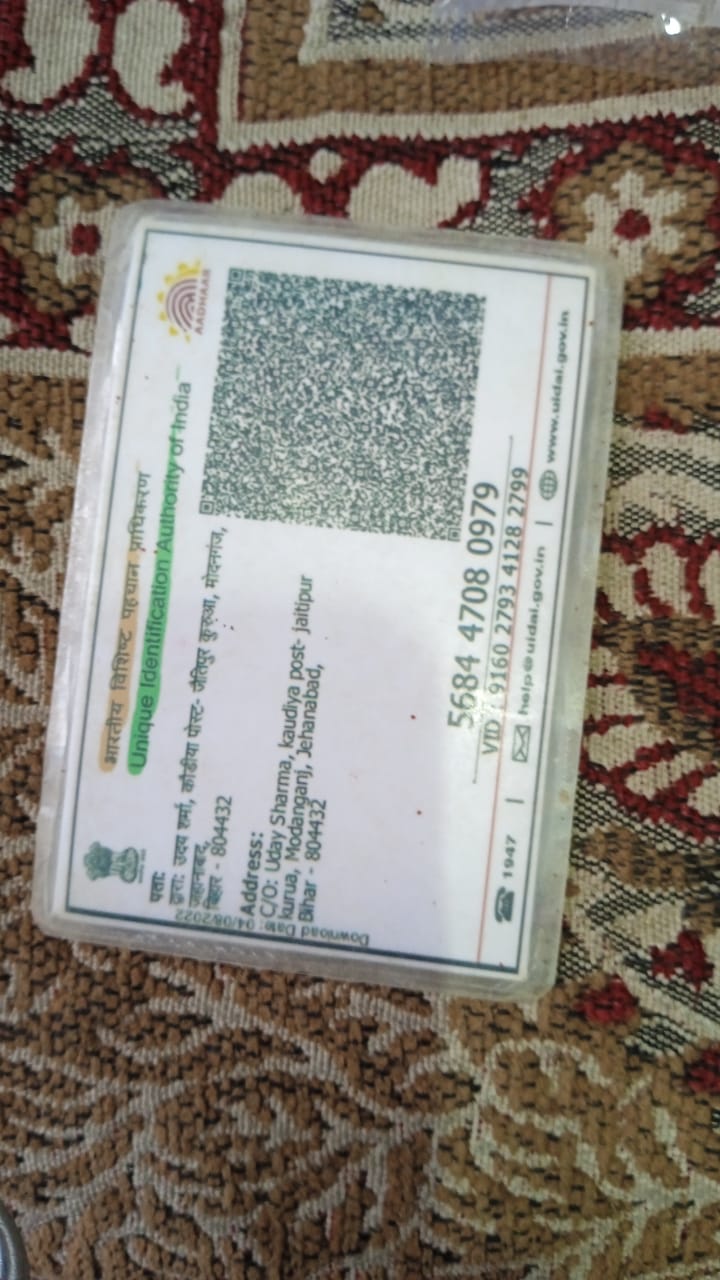 भारतीय विशिष्ट पहचान प्राधिकरण
Unique Identification Authority of India
AADHAAR
पता:
द्वारा: उदय शर्मा, कौडीया पोस्ट- जैतिपुर कुरुआ, मोदनगंज,
जहानाबाद,
बिहार - 804432
Address:
C/O: Uday Sharma, kaudiya post- jaitipur
kurua, Modanganj, Jehanabad,
Bihar - 804432
Download Date: 04/08/2022
5684 4708 0979
VID : 9160 2793 4128 2799
1947 | help@uidai.gov.in | www.uidai.gov.in